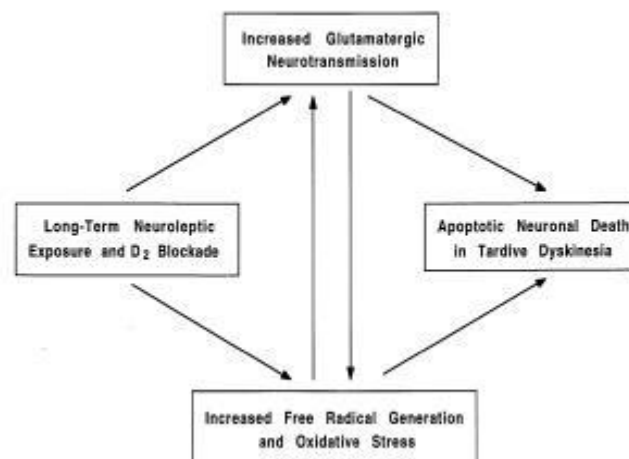 Increased Glutamatergic
Neurotransmission
Long-Term Neuroleptic
Exposure and D2 Blockade
Apoptotic Neuronal Death
in Tardive Dyskinesia
Increased Free Radical Generation
and Oxidative Stress